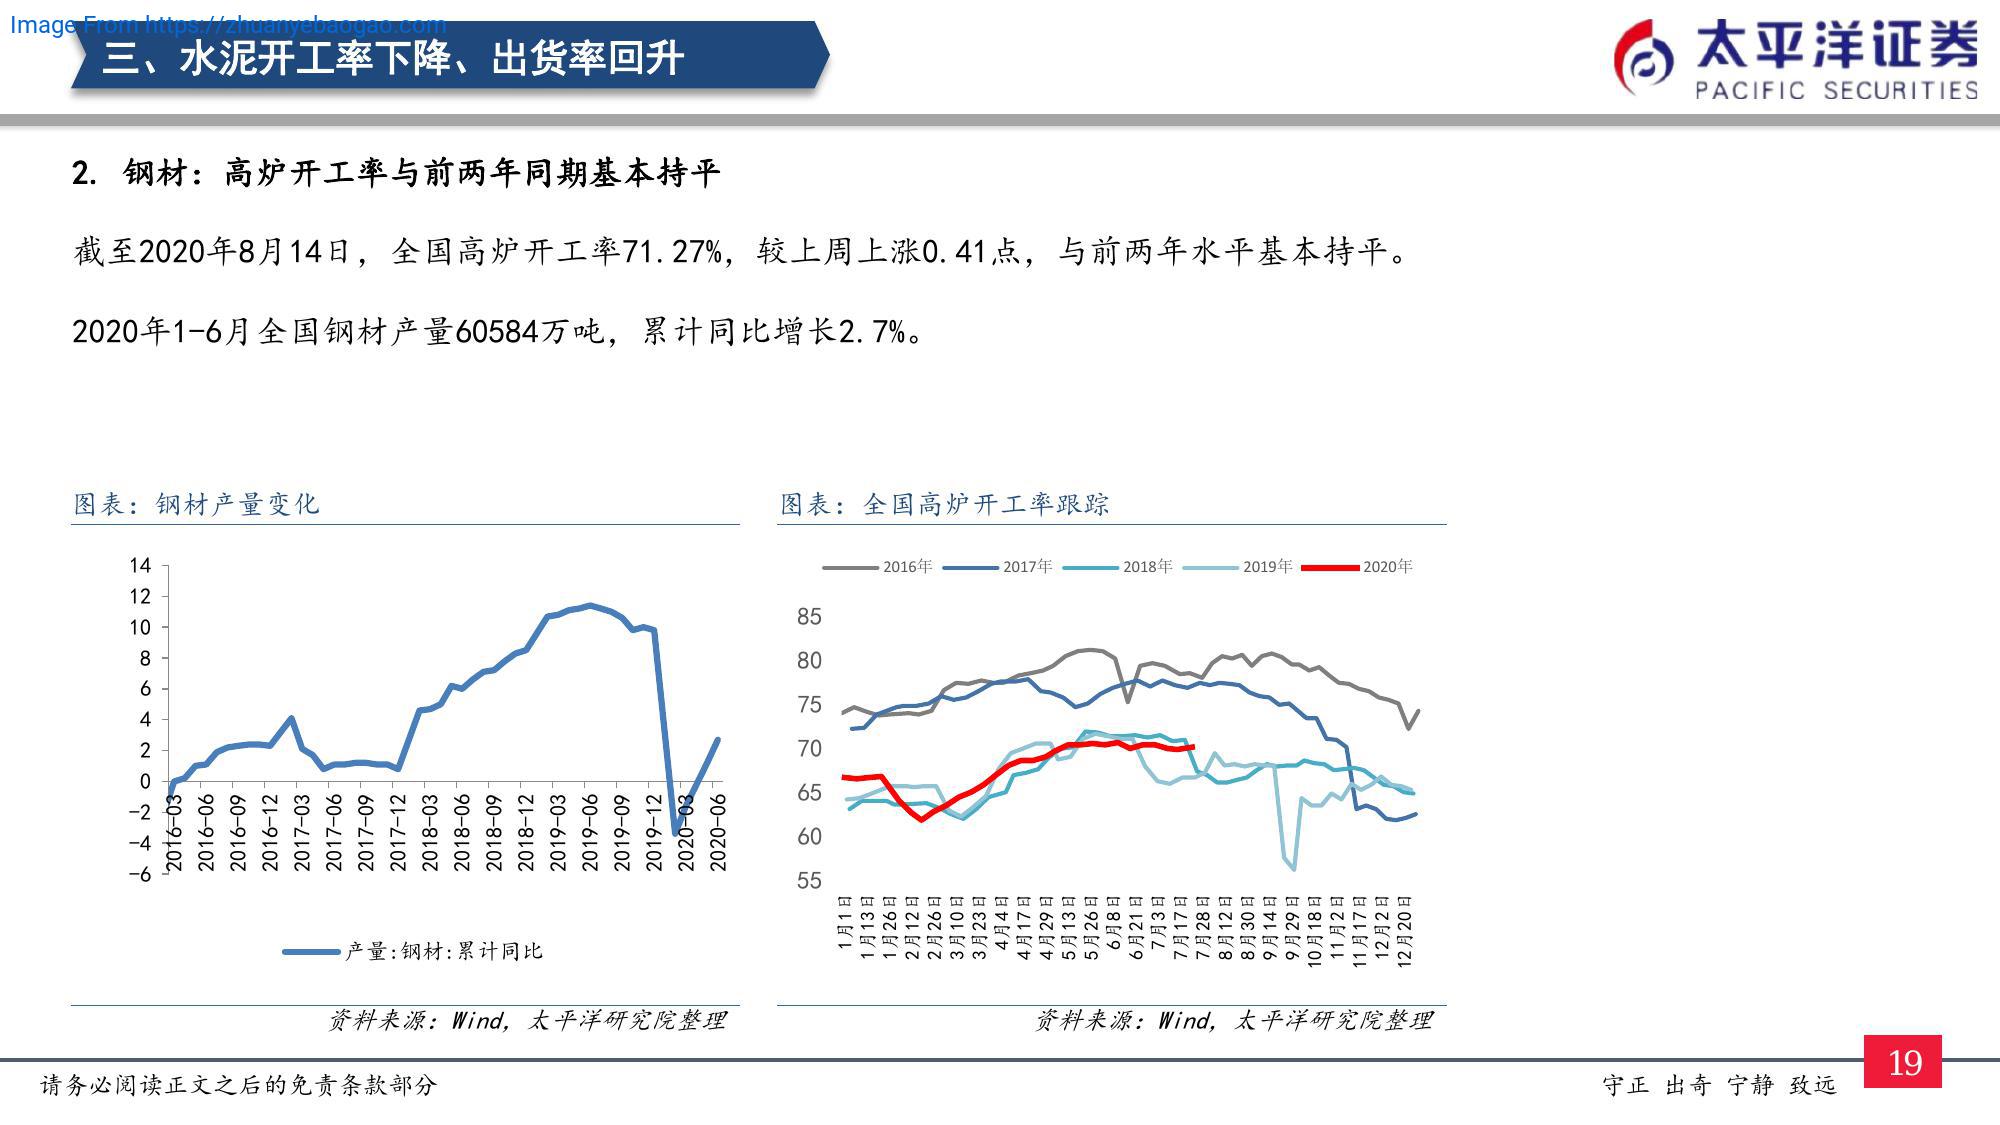 Image From https://zhuanyebaogao.com
三、水泥开工率下降、出货率回升
太平洋证券
PACIFIC SECURITIES
2. 钢材：高炉开工率与前两年同期基本持平
截至2020年8月14日，全国高炉开工率71.27%，较上周上涨0.41点，与前两年水平基本持平。
2020年1-6月全国钢材产量60584万吨，累计同比增长2.7%。
图表：钢材产量变化
14
12
10
8
6
4
2
0
-2
-4
-6
2016-03 2016-06 2016-09 2016-12 2017-03 2017-06 2017-09 2017-12 2018-03 2018-06 2018-09 2018-12 2019-03 2019-06 2019-09 2019-12 2020-03 2020-06
产量:钢材:累计同比
资料来源：Wind，太平洋研究院整理
图表：全国高炉开工率跟踪
2016年 2017年 2018年 2019年 2020年
85
80
75
70
65
60
55
1月1日 1月13日 1月26日 2月12日 2月26日 3月10日 3月23日 4月4日 4月17日 4月29日 5月13日 5月26日 6月8日 6月21日 7月3日 7月17日 7月28日 8月12日 8月30日 9月14日 9月29日 10月18日 11月2日 11月17日 12月2日 12月20日
资料来源：Wind，太平洋研究院整理
请务必阅读正文之后的免责条款部分
守正 出奇 宁静 致远
19